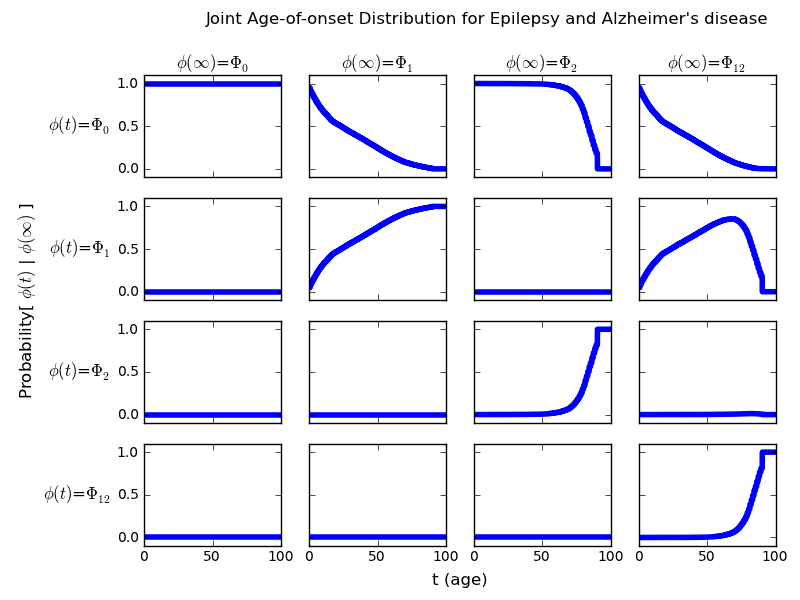 Joint Age-of-onset Distribution for Epilepsy and Alzheimer's disease
ϕ(∞)=Φ₀ ϕ(∞)=Φ₁ ϕ(∞)=Φ₂ ϕ(∞)=Φ₁₂
ϕ(t)=Φ₀
1.0
0.5
0.0
ϕ(t)=Φ₁
1.0
0.5
0.0
Probability[ ϕ(t) | ϕ(∞) ]
ϕ(t)=Φ₂
1.0
0.5
0.0
ϕ(t)=Φ₁₂
1.0
0.5
0.0
0 50 100 0 50 100 0 50 100 0 50 100
t (age)